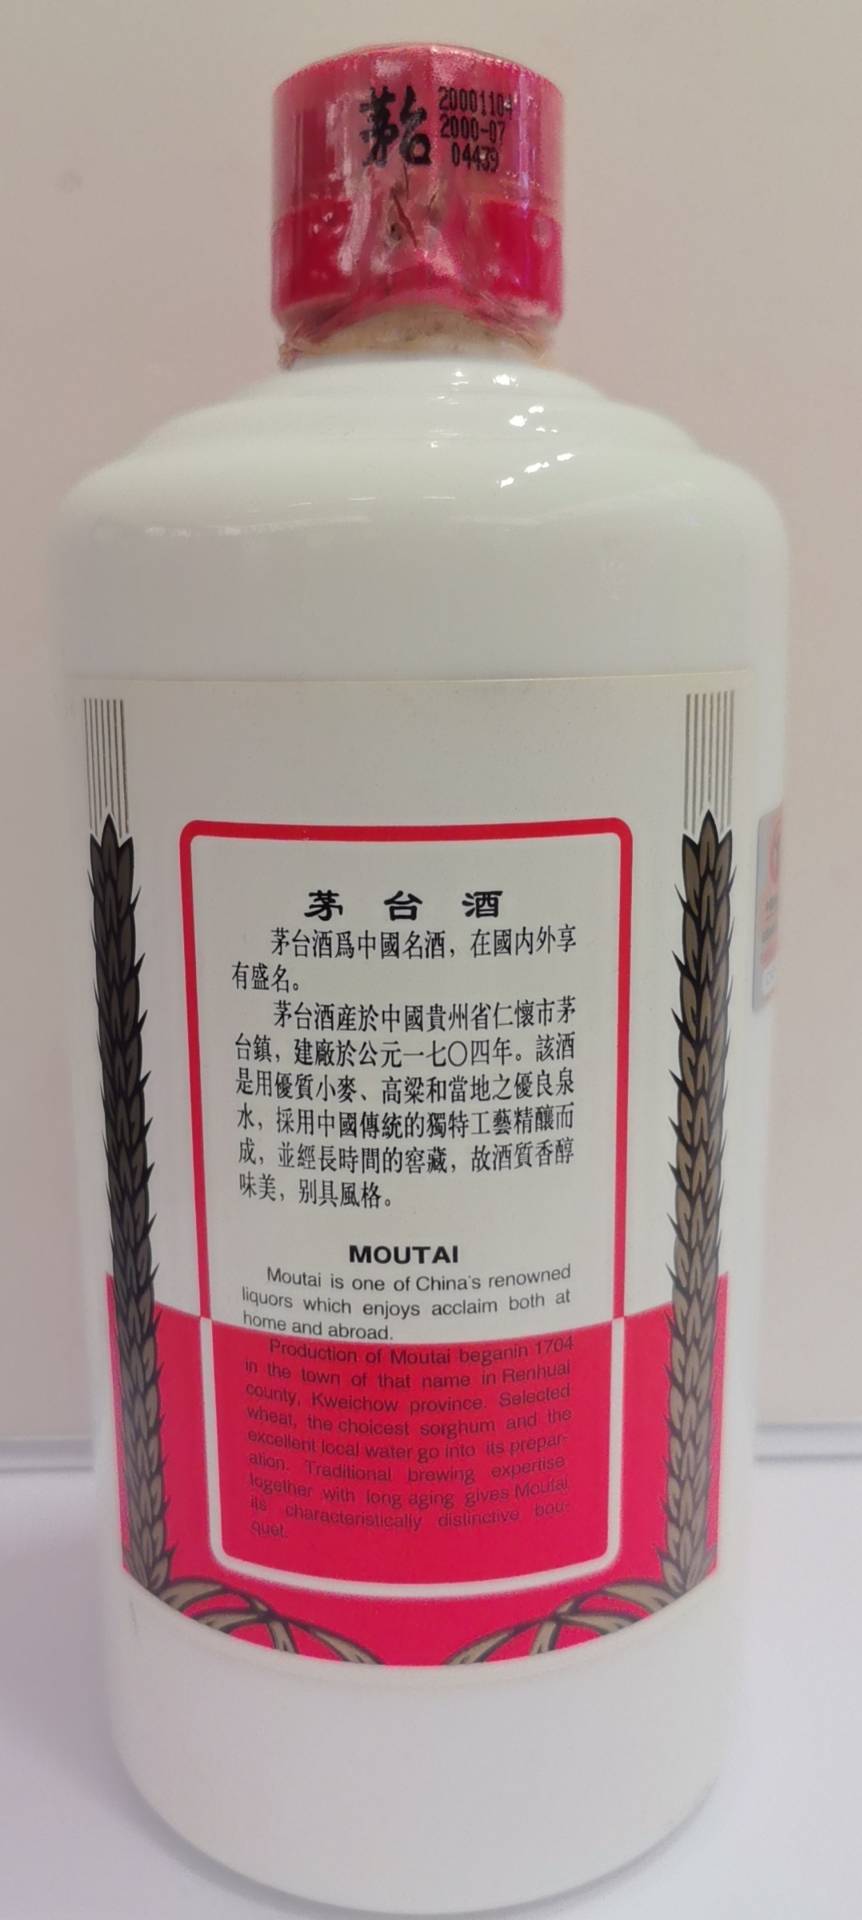 茅台
20001104
2000-07
04439
茅台酒
茅台酒爲中國名酒，在國内外享
有盛名。
茅台酒産於中國貴州省仁懷市茅
台鎮，建廠於公元一七〇四年。該酒
是用優質小麥、高粱和當地之優良泉
水，採用中國傳統的獨特工藝精釀而
成，並經長時間的窖藏，故酒質香醇
味美，别具風格。
MOUTAI
Moutai is one of China's renowned
liquors which enjoys acclaim both at
home and abroad.
Production of Moutai beganin 1704
in the town of that name in Renhuai
county, Kweichow province. Selected
wheat, the choicest sorghum and the
excellent local water go into its prepar-
ation. Traditional brewing expertise
together with long aging gives Moutai
its characteristically distinctive bou-
quet.